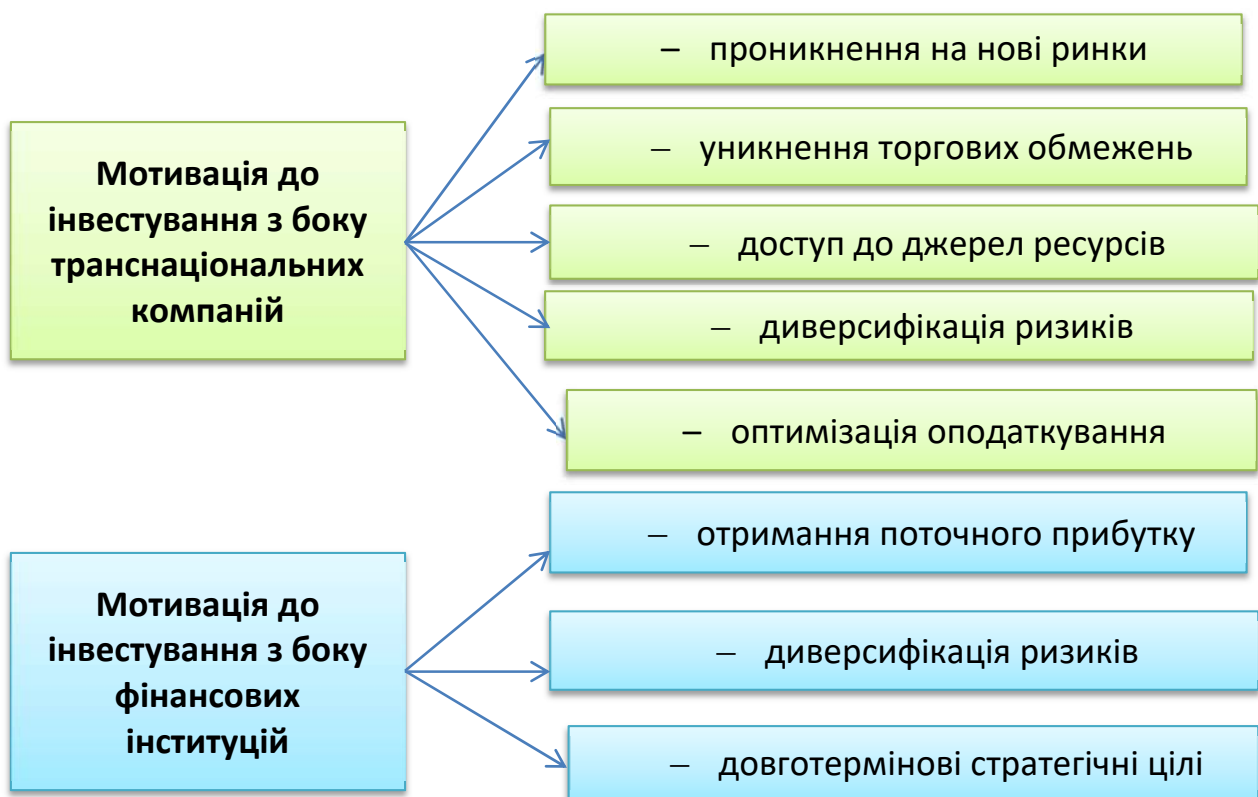 Мотивація до
інвестування з боку
транснаціональних
компаній
– проникнення на нові ринки
– уникнення торгових обмежень
– доступ до джерел ресурсів
– диверсифікація ризиків
– оптимізація оподаткування
Мотивація до
інвестування з боку
фінансових
інституцій
– отримання поточного прибутку
– диверсифікація ризиків
– довготермінові стратегічні цілі